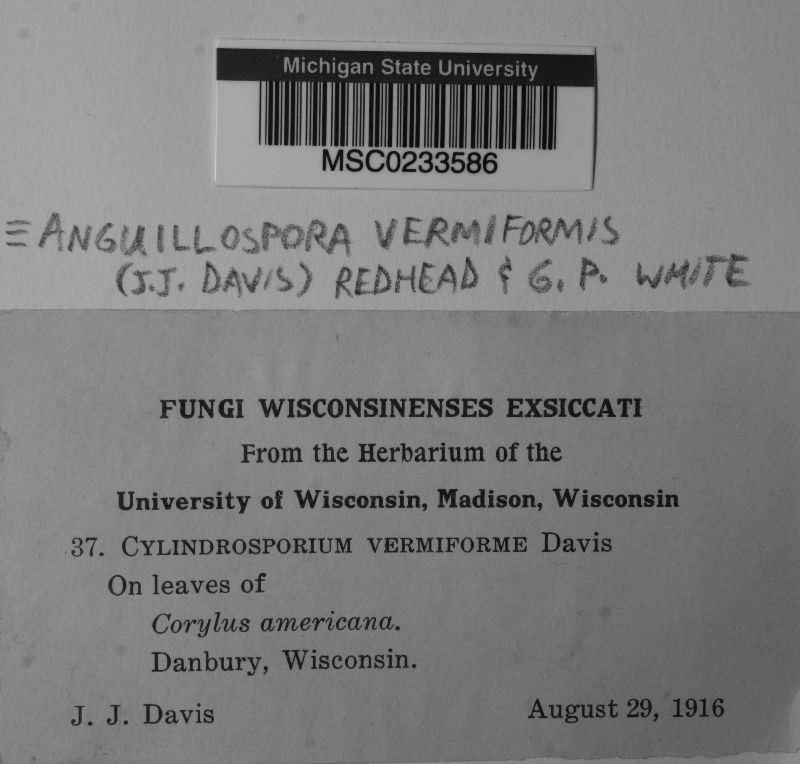 Michigan State University
MSC0233586
≡ ANGUILLOSPORA VERMIFORMIS
(J.J. DAVIS) REDHEAD & G. P. WHITE
FUNGI WISCONSINENSES EXSICCATI
From the Herbarium of the
University of Wisconsin, Madison, Wisconsin
37. CYLINDROSPORIUM VERMIFORME Davis
On leaves of
Corylus americana.
Danbury, Wisconsin.
J. J. Davis August 29, 1916